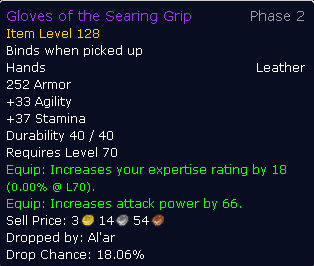 Gloves of the Searing Grip Phase 2
Item Level 128
Binds when picked up
Hands Leather
252 Armor
+33 Agility
+37 Stamina
Durability 40 / 40
Requires Level 70
Equip: Increases your expertise rating by 18
(0.00% @ L70).
Equip: Increases attack power by 66.
Sell Price: 3 14 54
Dropped by: Al'ar
Drop Chance: 18.06%